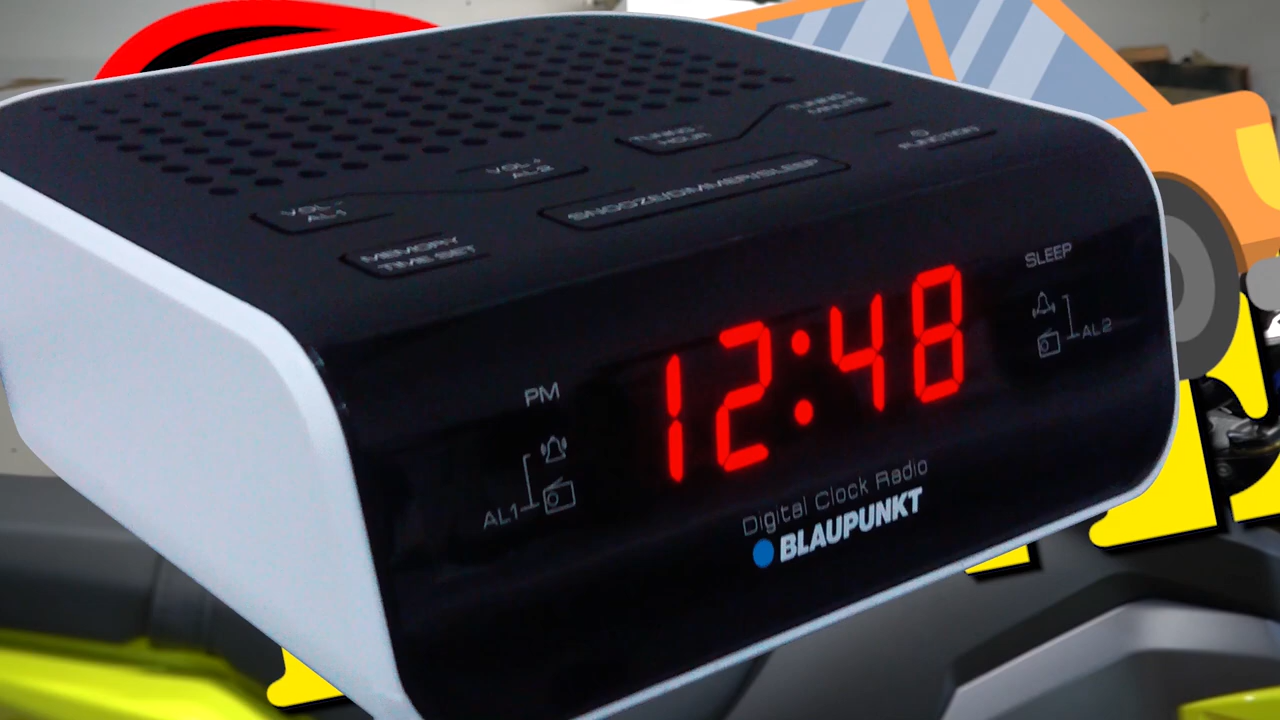 TUNING+
MINUTE
TUNING-
HOUR
FUNCTION
VOL+
AL2
SNOOZE/DIMMER/SLEEP
VOL-
AL1
MEMORY
TIME SET
SLEEP
AL2
12:48
PM
AL1
Digital Clock Radio
BLAUPUNKT